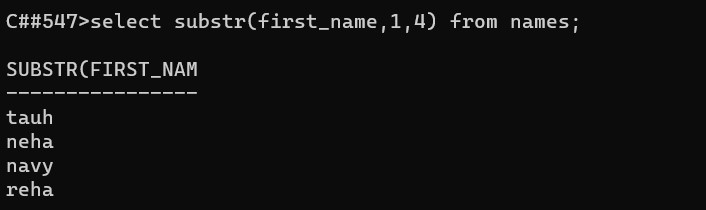 C##547>select substr(first_name,1,4) from names;
SUBSTR(FIRST_NAM
----------------
tauh
neha
navy
reha